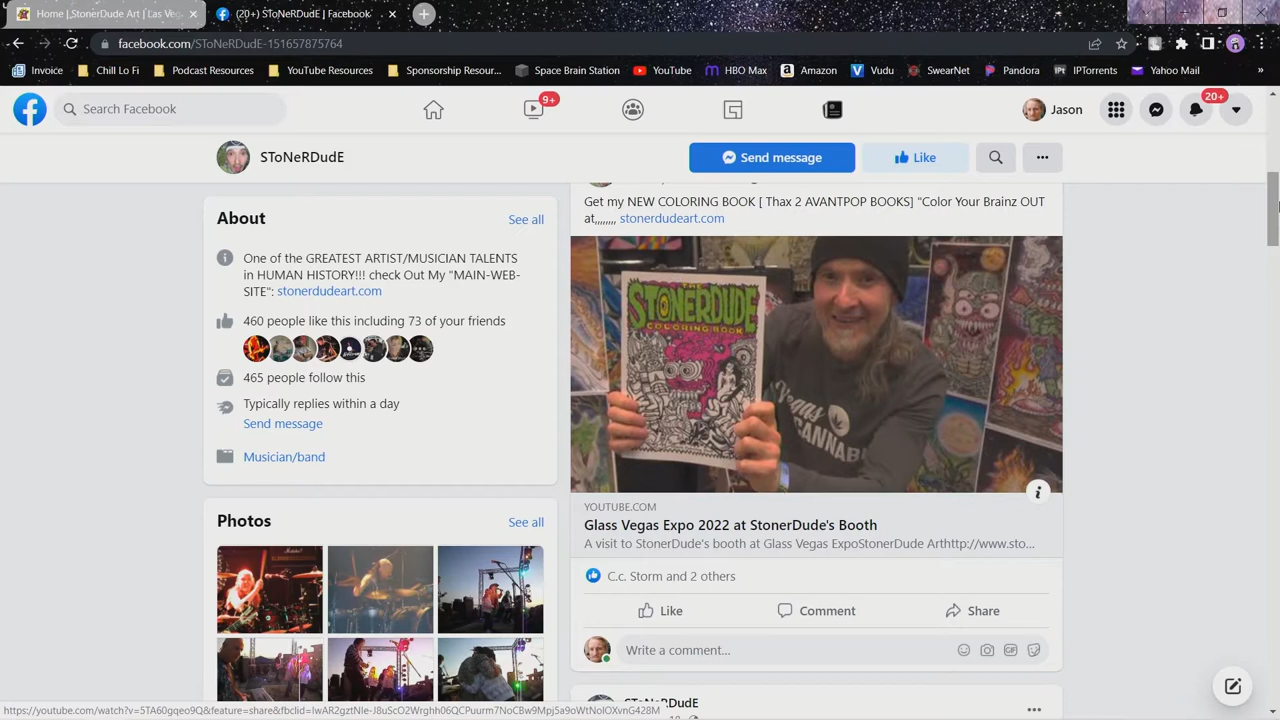 Home | StonerDude Art | Las Veg
(20+) SToNeRDudE | Facebook
facebook.com/SToNeRDudE-151657875764
Invoice Chill Lo Fi Podcast Resources YouTube Resources Sponsorship Resour... Space Brain Station YouTube HBO Max Amazon Vudu SwearNet Pandora IPTorrents Yahoo Mail »
Search Facebook
9+
Jason
20+
SToNeRDudE
Send message
Like
About
See all
One of the GREATEST ARTIST/MUSICIAN TALENTS
in HUMAN HISTORY!!! check Out My "MAIN-WEB-
SITE": stonerdudeart.com
460 people like this including 73 of your friends
465 people follow this
Typically replies within a day
Send message
Musician/band
Photos
See all
Get my NEW COLORING BOOK [ Thax 2 AVANTPOP BOOKS] "Color Your Brainz OUT
at,,,,,,, stonerdudeart.com
THE
STONERDUDE
COLORING BOOK
Vegas
CANNABIS
YOUTUBE.COM
Glass Vegas Expo 2022 at StonerDude's Booth
A visit to StonerDude's booth at Glass Vegas ExpoStonerDude Arthttp://www.sto...
C.c. Storm and 2 others
Like
Comment
Share
Write a comment...
GIF
SToNeRDudE